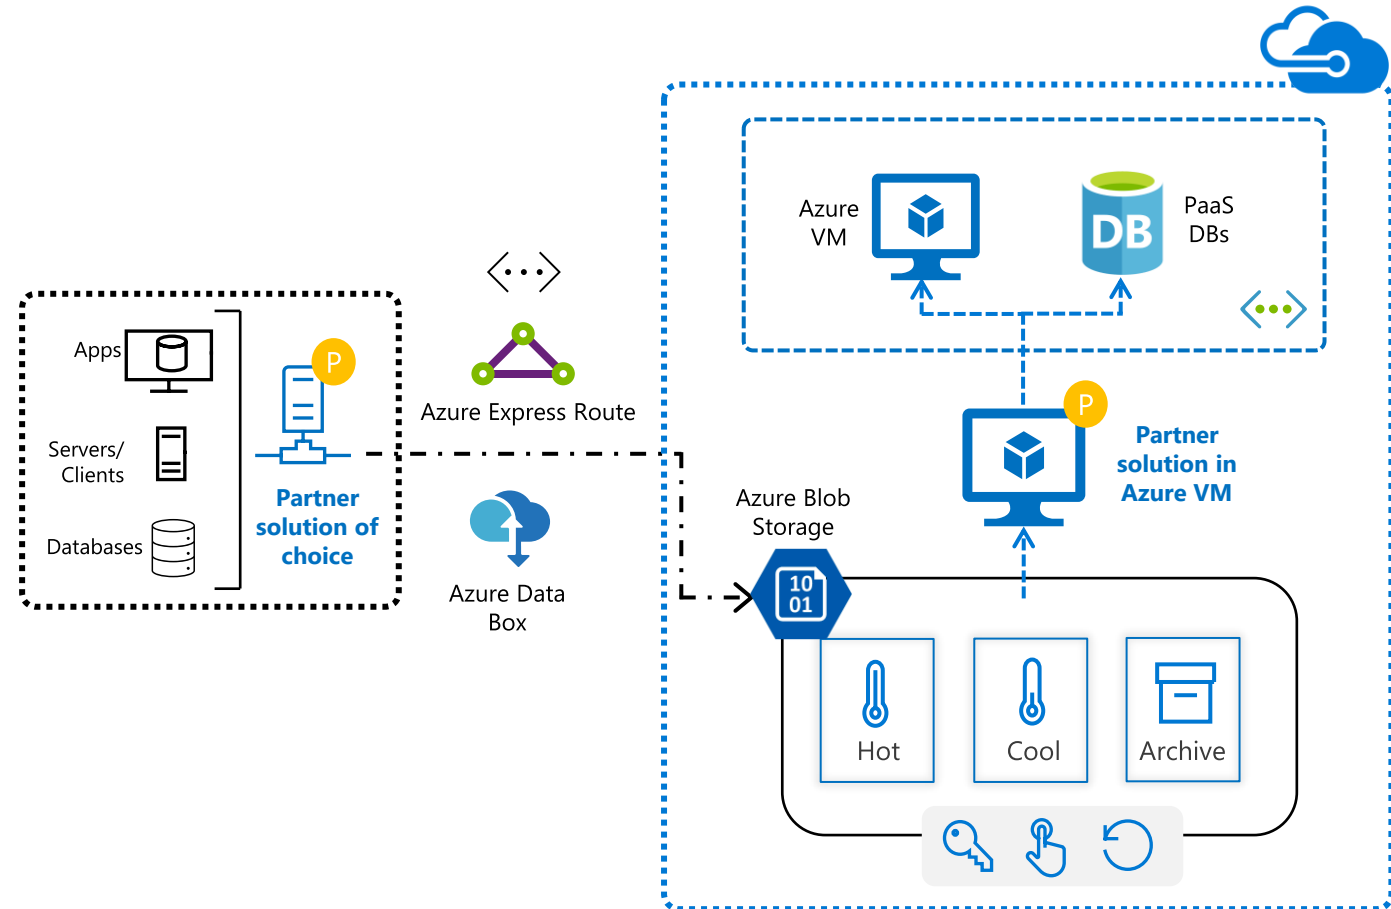 Apps
Servers/
Clients
Databases
P
Partner
solution of
choice
Azure Express Route
Azure Data
Box
Azure
VM
DB
PaaS
DBs
P
Partner
solution in
Azure VM
Azure Blob
Storage
10
01
Hot
Cool
Archive